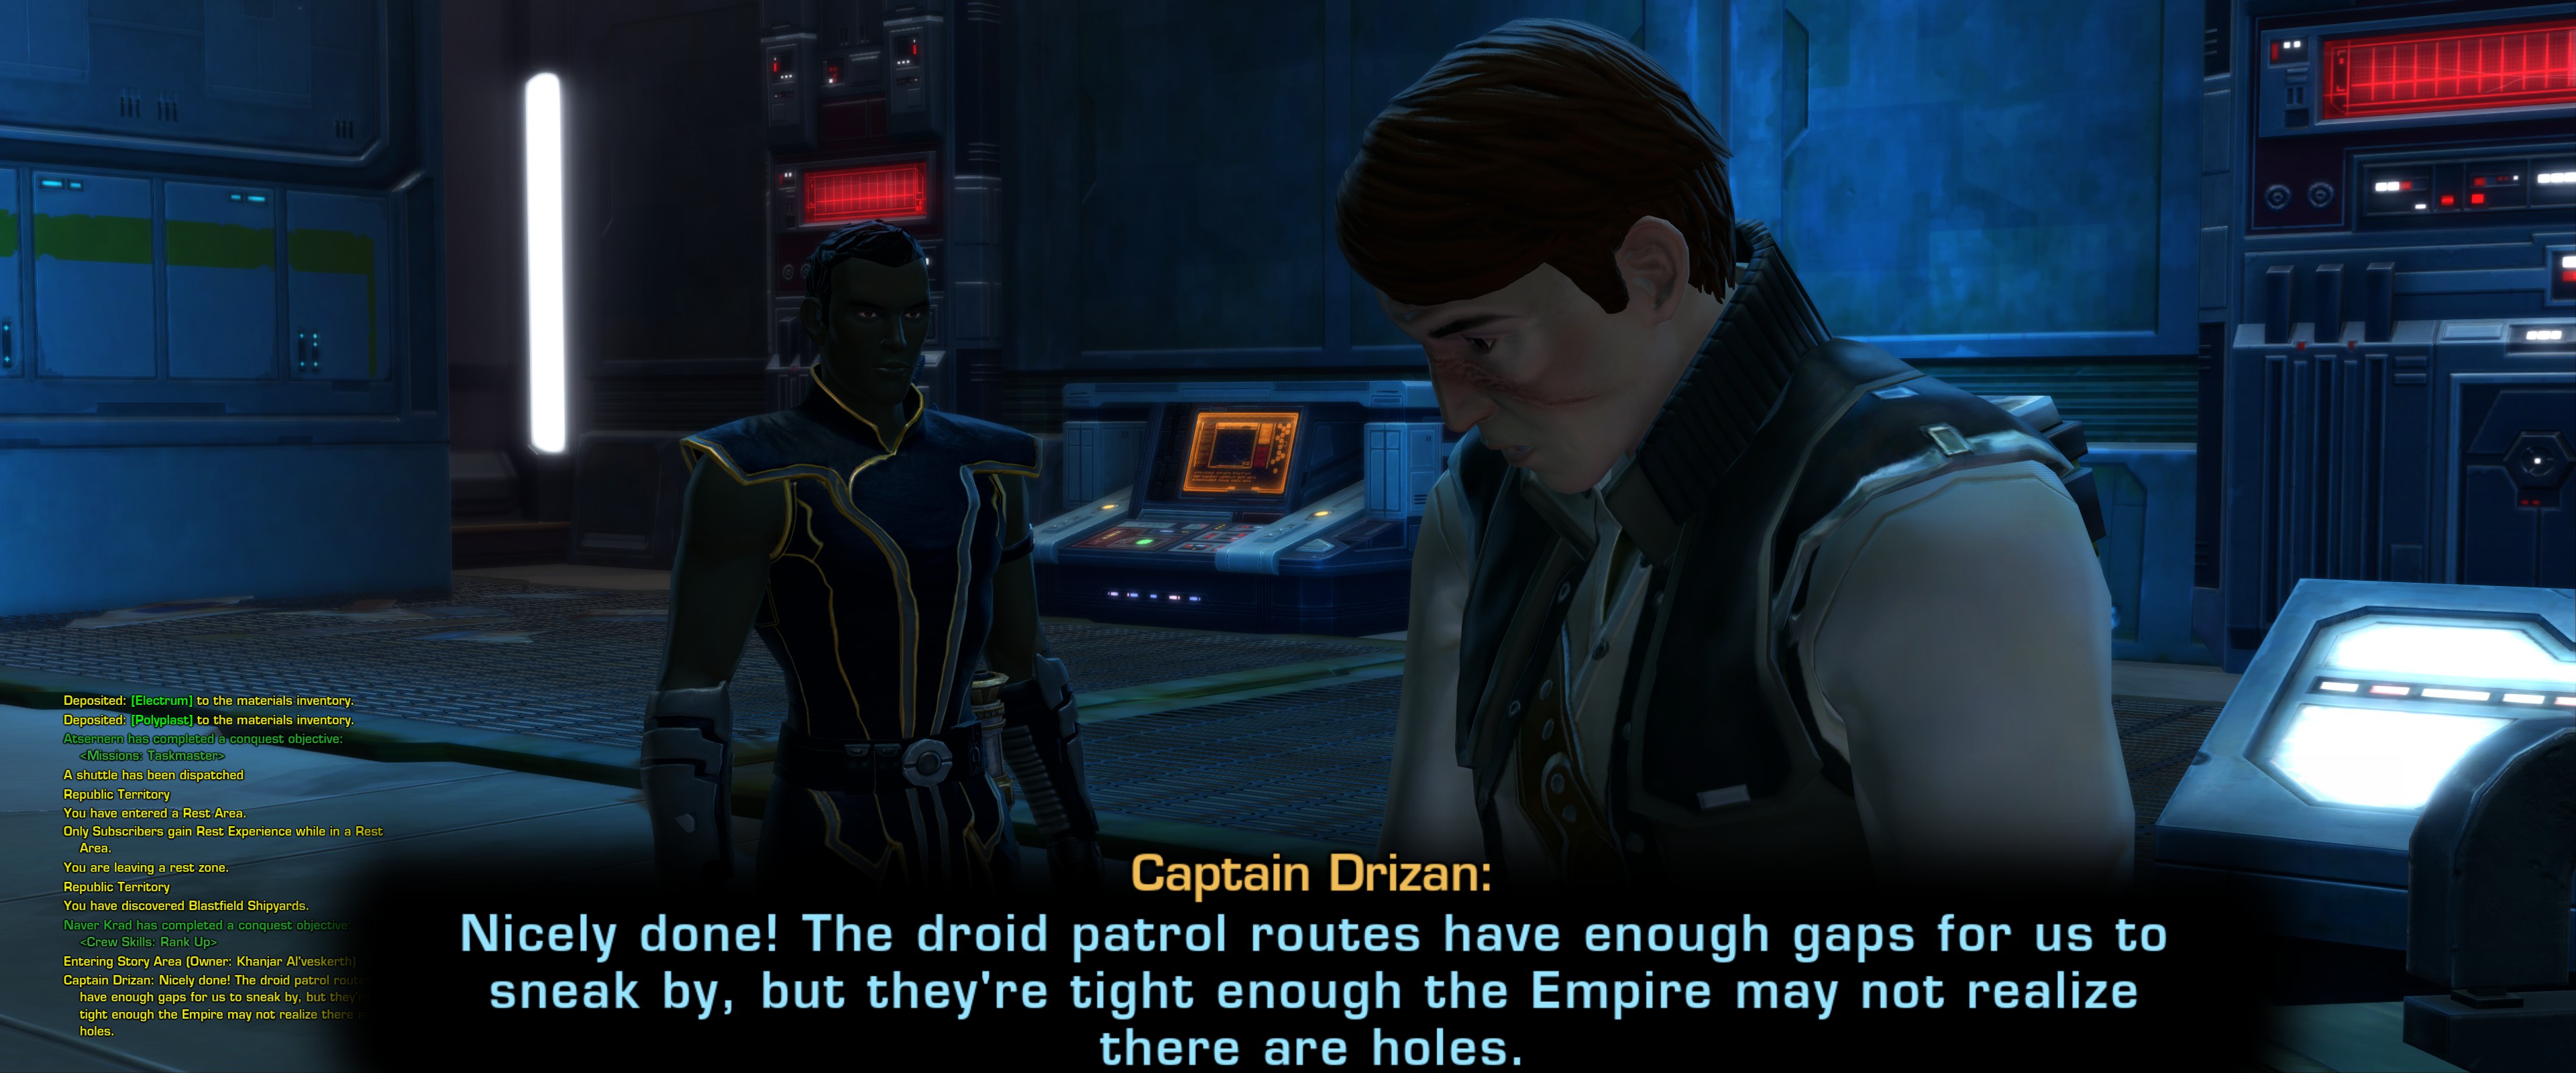 Deposited: [Electrum] to the materials inventory.
Deposited: [Polyplast] to the materials inventory.
Atsernern has completed a conquest objective:
<Missions: Taskmaster>
A shuttle has been dispatched
Republic Territory
You have entered a Rest Area.
Only Subscribers gain Rest Experience while in a Rest
Area.
You are leaving a rest zone.
Republic Territory
You have discovered Blastfield Shipyards.
Naver Krad has completed a conquest objective:
<Crew Skills: Rank Up>
Entering Story Area (Owner: Khanjar Al'veskerth)
Captain Drizan: Nicely done! The droid patrol routes
have enough gaps for us to sneak by, but they're
tight enough the Empire may not realize there
holes.
Captain Drizan:
Nicely done! The droid patrol routes have enough gaps for us to
sneak by, but they're tight enough the Empire may not realize
there are holes.